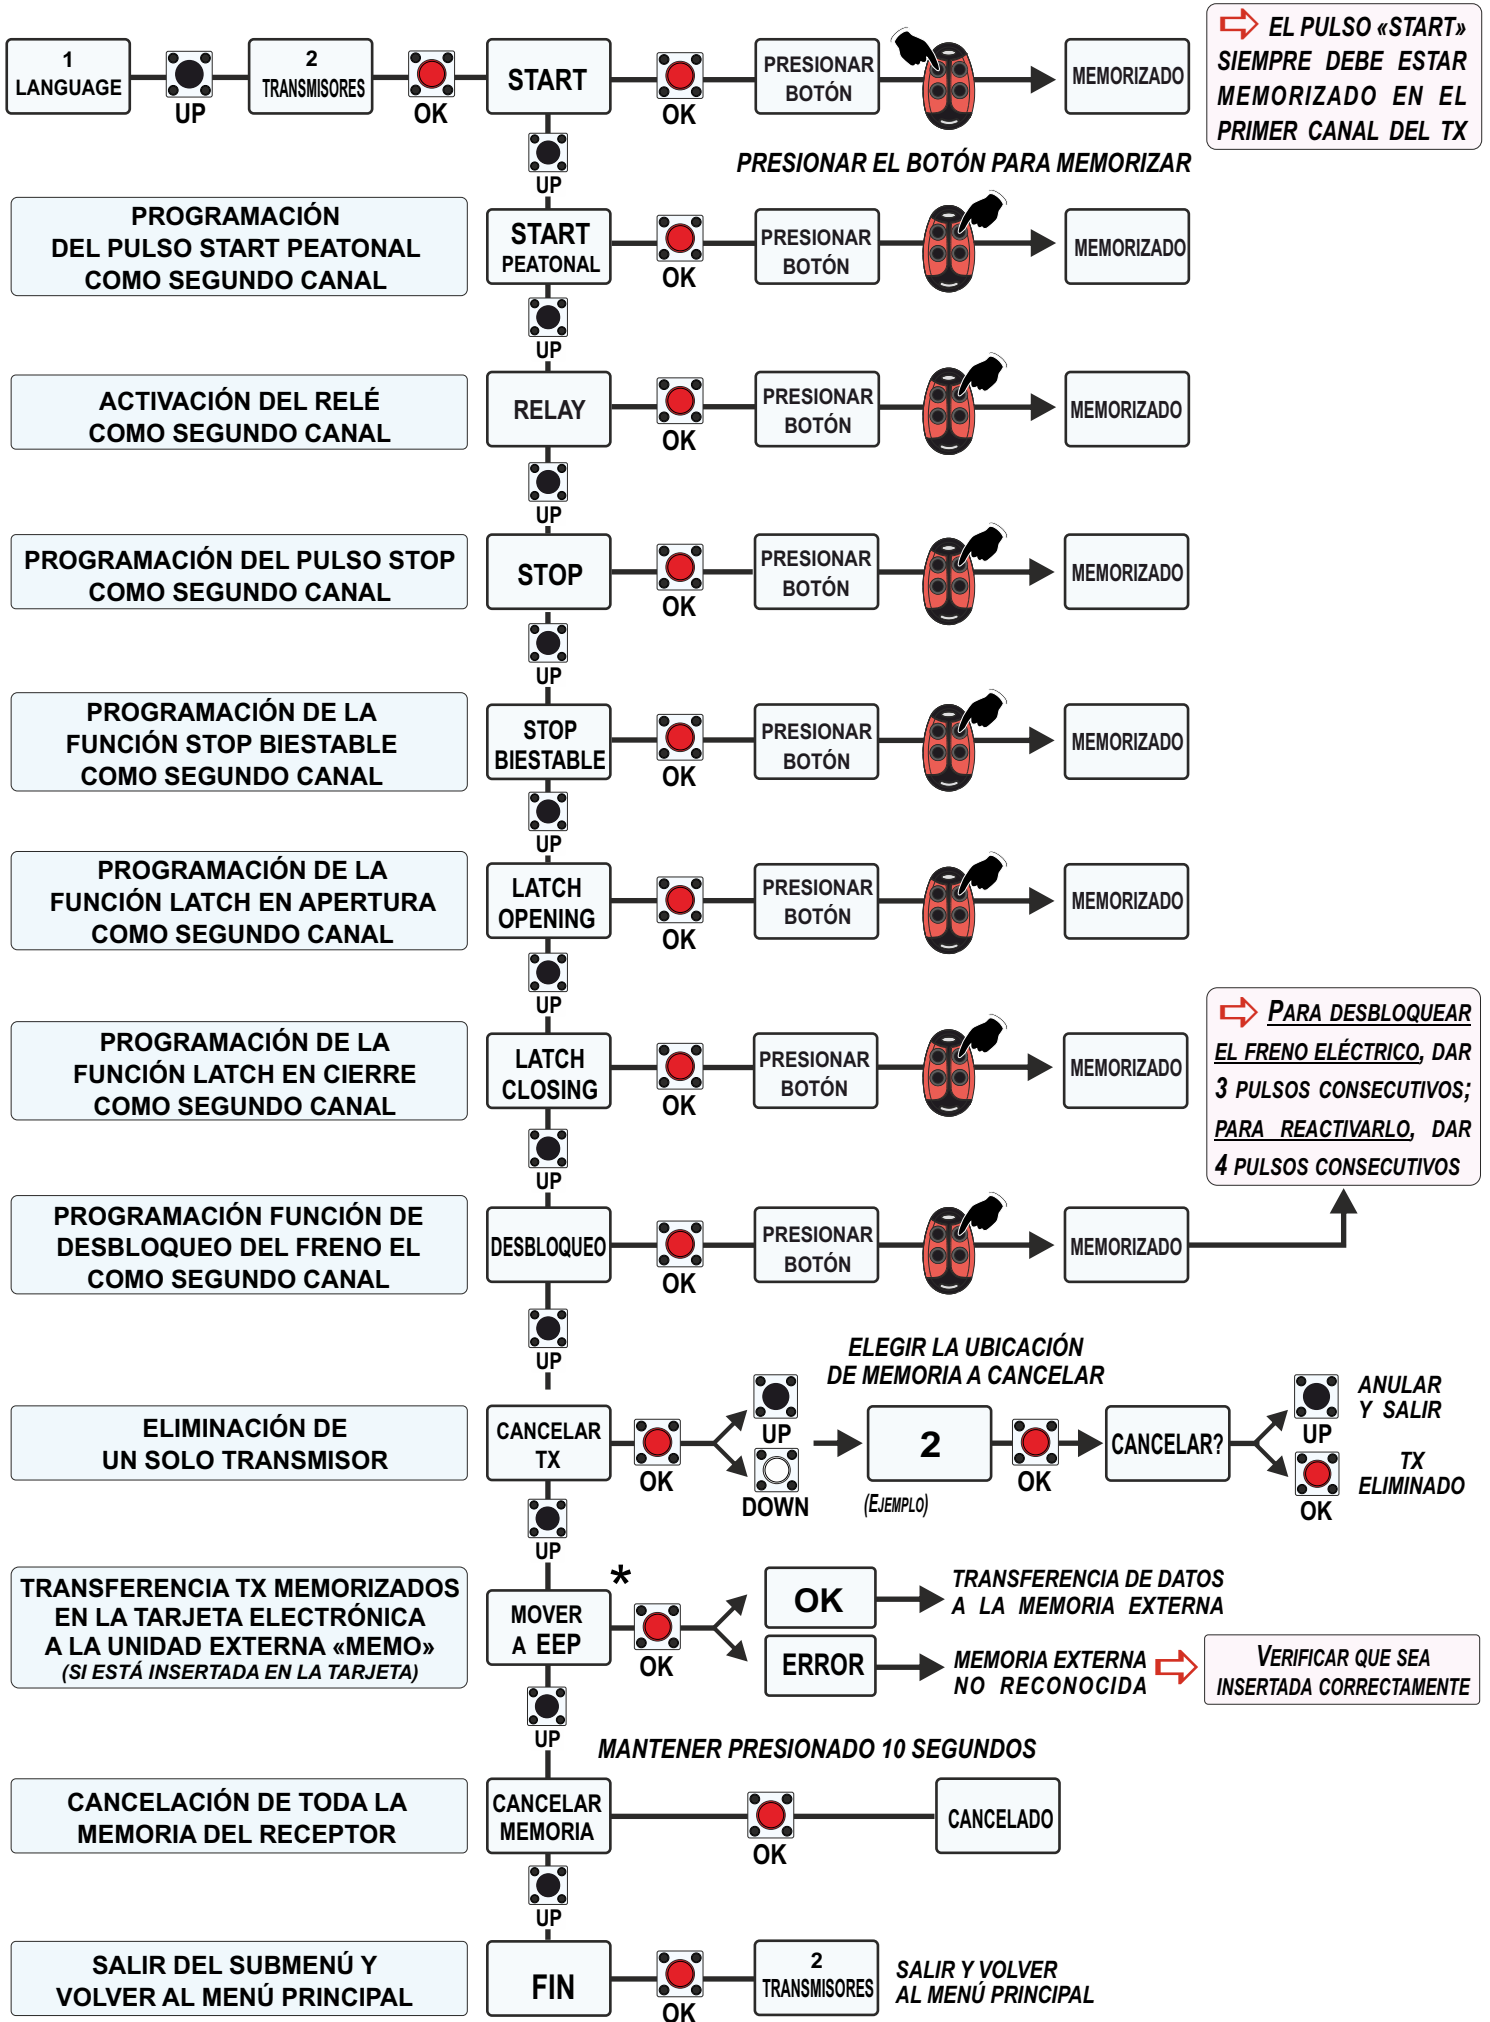 1
LANGUAGE
UP
2
TRANSMISORES
OK
START
OK
PRESIONAR
BOTÓN
MEMORIZADO
EL PULSO «START»
SIEMPRE DEBE ESTAR
MEMORIZADO EN EL
PRIMER CANAL DEL TX
UP
PRESIONAR EL BOTÓN PARA MEMORIZAR
PROGRAMACIÓN
DEL PULSO START PEATONAL
COMO SEGUNDO CANAL
START
PEATONAL
OK
PRESIONAR
BOTÓN
MEMORIZADO
UP
ACTIVACIÓN DEL RELÉ
COMO SEGUNDO CANAL
RELAY
OK
PRESIONAR
BOTÓN
MEMORIZADO
UP
PROGRAMACIÓN DEL PULSO STOP
COMO SEGUNDO CANAL
STOP
OK
PRESIONAR
BOTÓN
MEMORIZADO
UP
PROGRAMACIÓN DE LA
FUNCIÓN STOP BIESTABLE
COMO SEGUNDO CANAL
STOP
BIESTABLE
OK
PRESIONAR
BOTÓN
MEMORIZADO
UP
PROGRAMACIÓN DE LA
FUNCIÓN LATCH EN APERTURA
COMO SEGUNDO CANAL
LATCH
OPENING
OK
PRESIONAR
BOTÓN
MEMORIZADO
UP
PROGRAMACIÓN DE LA
FUNCIÓN LATCH EN CIERRE
COMO SEGUNDO CANAL
LATCH
CLOSING
OK
PRESIONAR
BOTÓN
MEMORIZADO
PARA DESBLOQUEAR
EL FRENO ELÉCTRICO, DAR
3 PULSOS CONSECUTIVOS;
PARA REACTIVARLO, DAR
4 PULSOS CONSECUTIVOS
UP
PROGRAMACIÓN FUNCIÓN DE
DESBLOQUEO DEL FRENO EL
COMO SEGUNDO CANAL
DESBLOQUEO
OK
PRESIONAR
BOTÓN
MEMORIZADO
UP
ELEGIR LA UBICACIÓN
DE MEMORIA A CANCELAR
ELIMINACIÓN DE
UN SOLO TRANSMISOR
CANCELAR
TX
OK
UP
DOWN
2
(EJEMPLO)
OK
CANCELAR?
UP
ANULAR
Y SALIR
OK
TX
ELIMINADO
UP
TRANSFERENCIA TX MEMORIZADOS
EN LA TARJETA ELECTRÓNICA
A LA UNIDAD EXTERNA «MEMO»
(SI ESTÁ INSERTADA EN LA TARJETA)
MOVER
A EEP
*
OK
OK
TRANSFERENCIA DE DATOS
A LA MEMORIA EXTERNA
ERROR
MEMORIA EXTERNA
NO RECONOCIDA
VERIFICAR QUE SEA
INSERTADA CORRECTAMENTE
UP
MANTENER PRESIONADO 10 SEGUNDOS
CANCELACIÓN DE TODA LA
MEMORIA DEL RECEPTOR
CANCELAR
MEMORIA
OK
CANCELADO
UP
SALIR DEL SUBMENÚ Y
VOLVER AL MENÚ PRINCIPAL
FIN
OK
2
TRANSMISORES
SALIR Y VOLVER
AL MENÚ PRINCIPAL